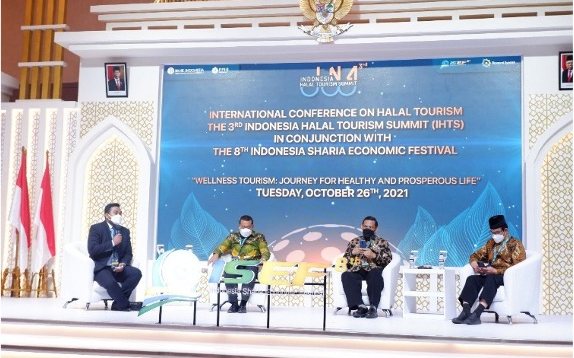 BANK INDONESIA
INDONESIA
HALAL TOURISM SUMMIT
INTERNATIONAL CONFERENCE ON HALAL TOURISM
THE 3RD INDONESIA HALAL TOURISM SUMMIT (IHTS)
IN CONJUNCTION WITH
THE 8TH INDONESIA SHARIA ECONOMIC FESTIVAL
"WELLNESS TOURISM: JOURNEY FOR HEALTHY AND PROSPEROUS LIFE"
TUESDAY, OCTOBER 26TH, 2021
ISEF